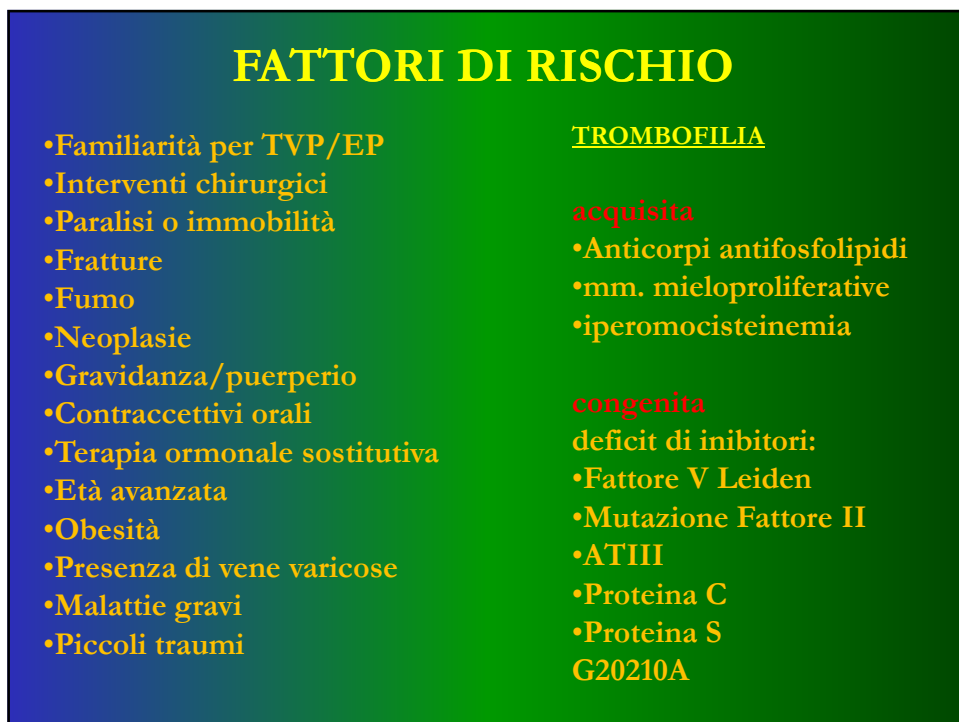 FATTORI DI RISCHIO
•Familiarità per TVP/EP
•Interventi chirurgici
•Paralisi o immobilità
•Fratture
•Fumo
•Neoplasie
•Gravidanza/puerperio
•Contraccettivi orali
•Terapia ormonale sostitutiva
•Età avanzata
•Obesità
•Presenza di vene varicose
•Malattie gravi
•Piccoli traumi
TROMBOFILIA
acquisita
•Anticorpi antifosfolipidi
•mm. mieloproliferative
•iperomocisteinemia
congenita
deficit di inibitori:
•Fattore V Leiden
•Mutazione Fattore II
•ATIII
•Proteina C
•Proteina S
G20210A